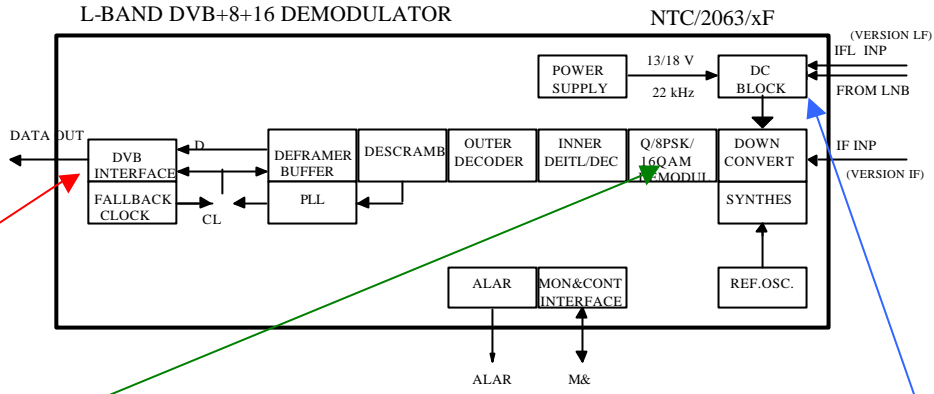 L-BAND DVB+8+16 DEMODULATOR
NTC/2063/xF
(VERSION LF)
IFL INP
FROM LNB
POWER
SUPPLY
13/18 V
22 kHz
DC
BLOCK
DATA OUT
DVB
INTERFACE
D
DEFRAMER
BUFFER
DESCRAMB
OUTER
DECODER
INNER
DEITL/DEC
Q/8PSK/
16QAM
DEMODUL
DOWN
CONVERT
IF INP
(VERSION IF)
FALLBACK
CLOCK
CL
PLL
SYNTHES
ALAR
MON&CONT
INTERFACE
REF.OSC.
ALAR
M&